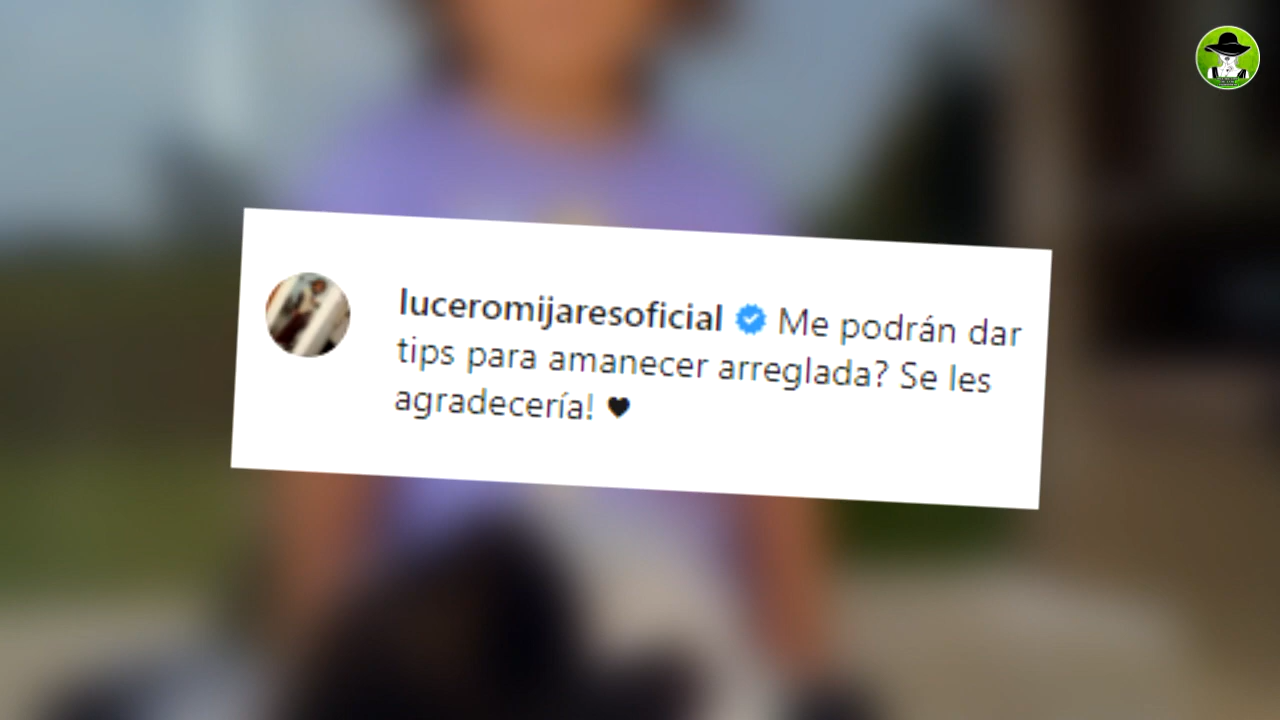 luceromijaresoficial Me podrán dar
tips para amanecer arreglada? Se les
agradecería! 🖤